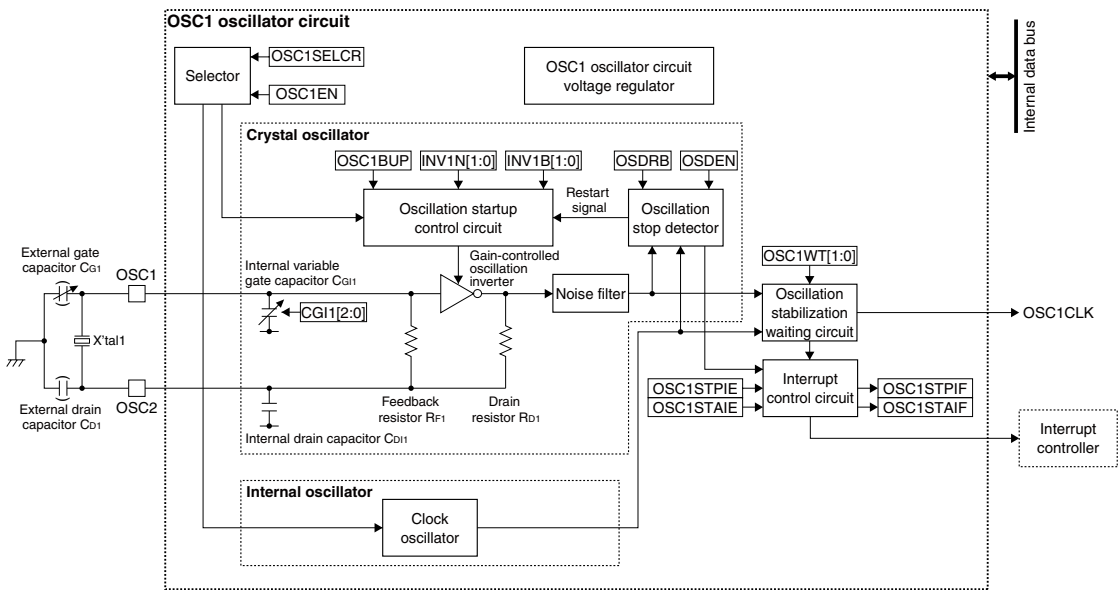 OSC1 oscillator circuit
Selector
OSC1SELCR
OSC1EN
OSC1 oscillator circuit
voltage regulator
Internal data bus
Crystal oscillator
OSC1BUP
INV1N[1:0]
INV1B[1:0]
OSDRB
OSDEN
Oscillation startup
control circuit
Restart
signal
Oscillation
stop detector
External gate
capacitor CG1
OSC1
Internal variable
gate capacitor CGI1
Gain-controlled
oscillation
inverter
CGI1[2:0]
Noise filter
OSC1WT[1:0]
Oscillation
stabilization
waiting circuit
OSC1CLK
X'tal1
OSC2
External drain
capacitor CD1
Feedback
resistor RF1
Drain
resistor RD1
Internal drain capacitor CDI1
OSC1STPIE
OSC1STAIE
Interrupt
control circuit
OSC1STPIF
OSC1STAIF
Interrupt
controller
Internal oscillator
Clock
oscillator